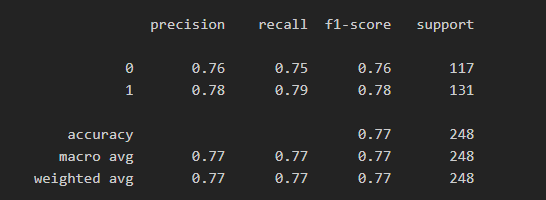 precision recall f1-score support
0 0.76 0.75 0.76 117
1 0.78 0.79 0.78 131
accuracy 0.77 248
macro avg 0.77 0.77 0.77 248
weighted avg 0.77 0.77 0.77 248